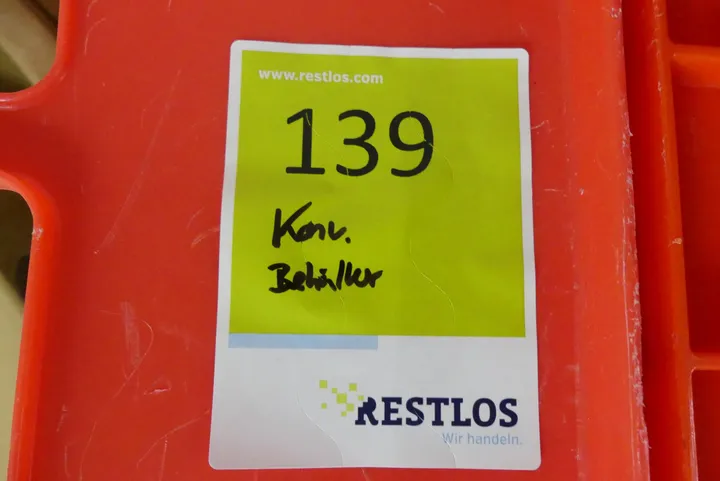 www.restlos.com
139
Konv.
Behälter
RESTLOS
Wir handeln.